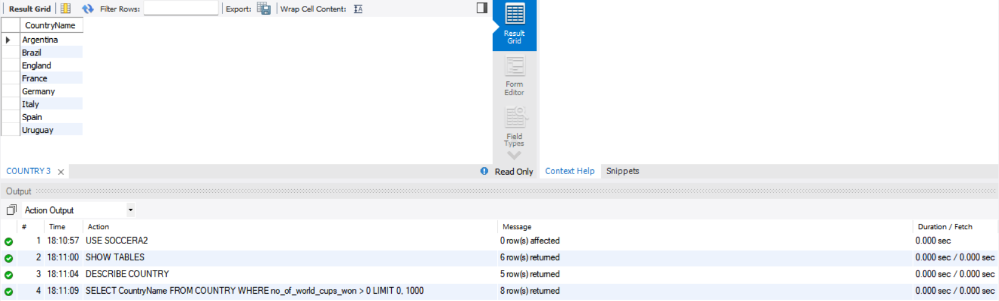 Result Grid Filter Rows: Export: Wrap Cell Content:
CountryName
Argentina
Brazil
England
France
Germany
Italy
Spain
Uruguay
Result
Grid
Form
Editor
Field
Types
COUNTRY 3 Read Only Context Help Snippets
Output
Action Output
# Time Action Message Duration / Fetch
1 18:10:57 USE SOCCERA2 0 row(s) affected 0.000 sec
2 18:11:00 SHOW TABLES 6 row(s) returned 0.000 sec / 0.000 sec
3 18:11:04 DESCRIBE COUNTRY 5 row(s) returned 0.000 sec / 0.000 sec
4 18:11:09 SELECT CountryName FROM COUNTRY WHERE no_of_world_cups_won > 0 LIMIT 0, 1000 8 row(s) returned 0.000 sec / 0.000 sec